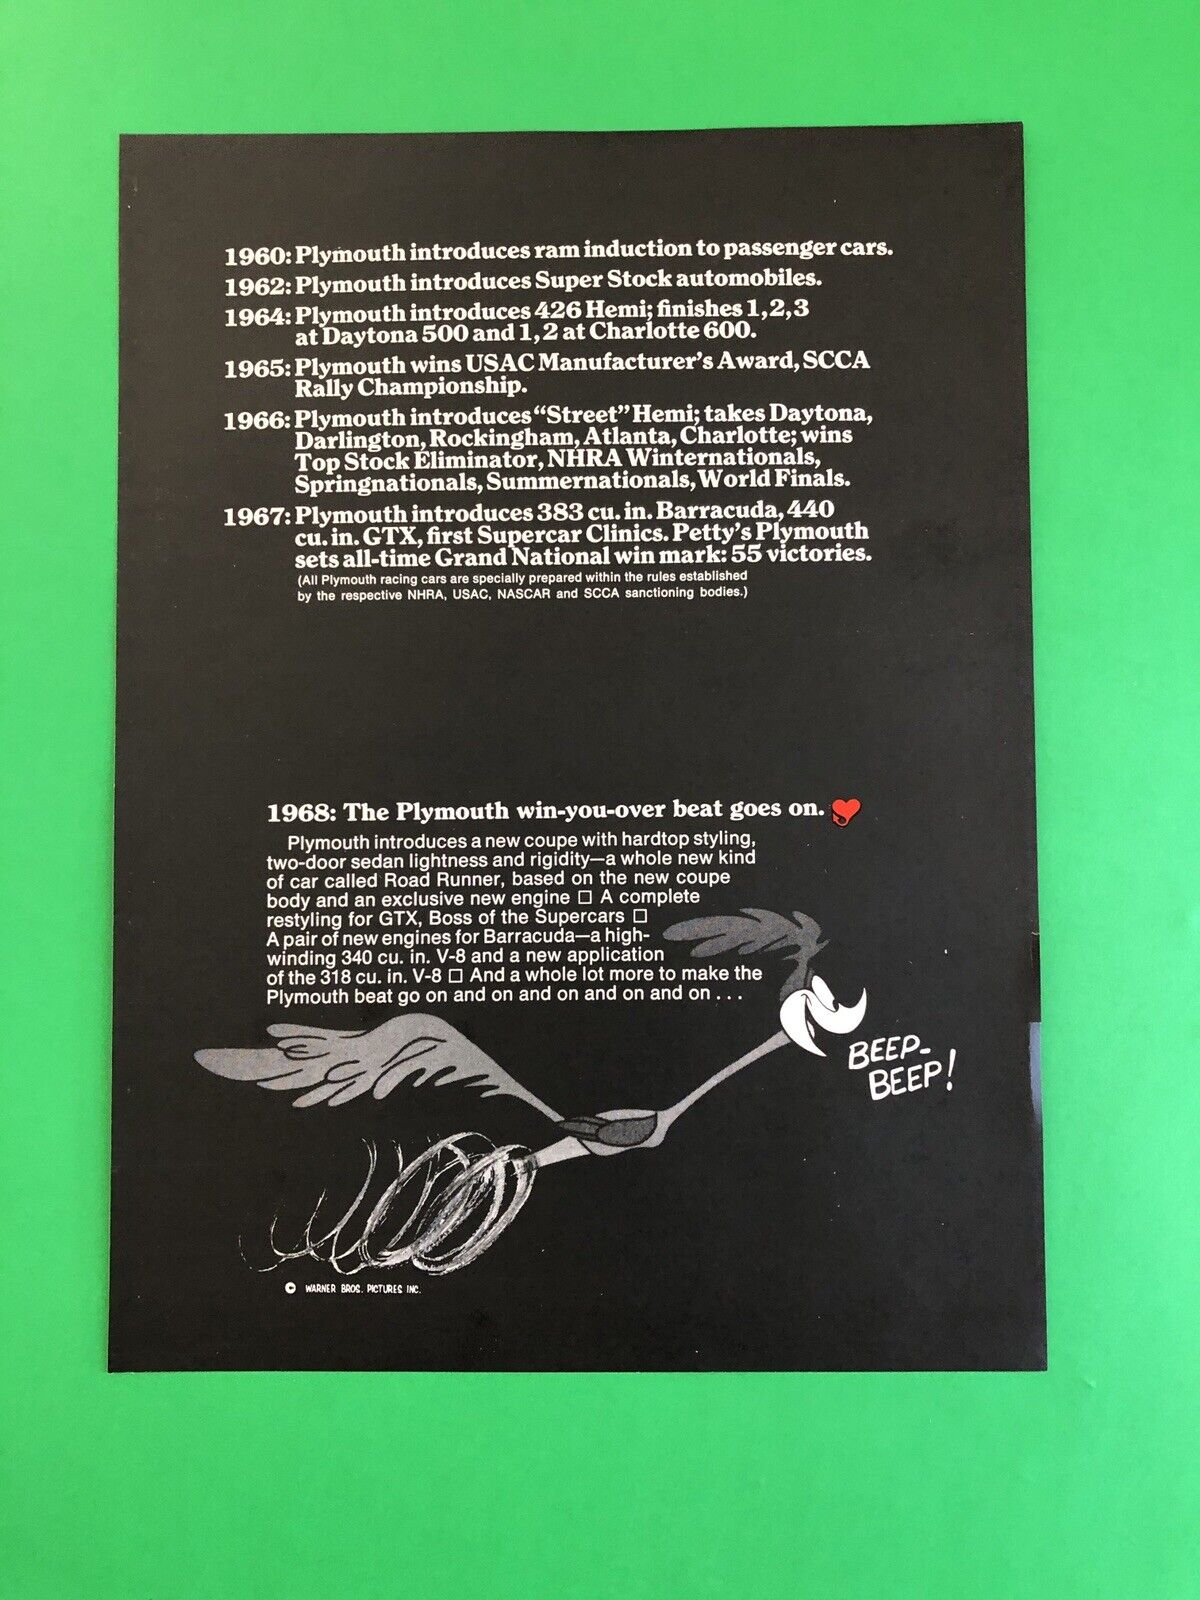 1960: Plymouth introduces ram induction to passenger cars.
1962: Plymouth introduces Super Stock automobiles.
1964: Plymouth introduces 426 Hemi; finishes 1, 2, 3
at Daytona 500 and 1, 2 at Charlotte 600.
1965: Plymouth wins USAC Manufacturer's Award, SCCA
Rally Championship.
1966: Plymouth introduces "Street" Hemi; takes Daytona,
Darlington, Rockingham, Atlanta, Charlotte; wins
Top Stock Eliminator, NHRA Winternationals,
Springnationals, Summernationals, World Finals.
1967: Plymouth introduces 383 cu. in. Barracuda, 440
cu. in. GTX, first Supercar Clinics. Petty's Plymouth
sets all-time Grand National win mark: 55 victories.
(All Plymouth racing cars are specially prepared within the rules established
by the respective NHRA, USAC, NASCAR and SCCA sanctioning bodies.)
1968: The Plymouth win-you-over beat goes on.
Plymouth introduces a new coupe with hardtop styling,
two-door sedan lightness and rigidity—a whole new kind
of car called Road Runner, based on the new coupe
body and an exclusive new engine □ A complete
restyling for GTX, Boss of the Supercars □
A pair of new engines for Barracuda—a high-
winding 340 cu. in. V-8 and a new application
of the 318 cu. in. V-8 □ And a whole lot more to make the
Plymouth beat go on and on and on and on and on . . .
BEEP-
BEEP!
© WARNER BROS. PICTURES INC.